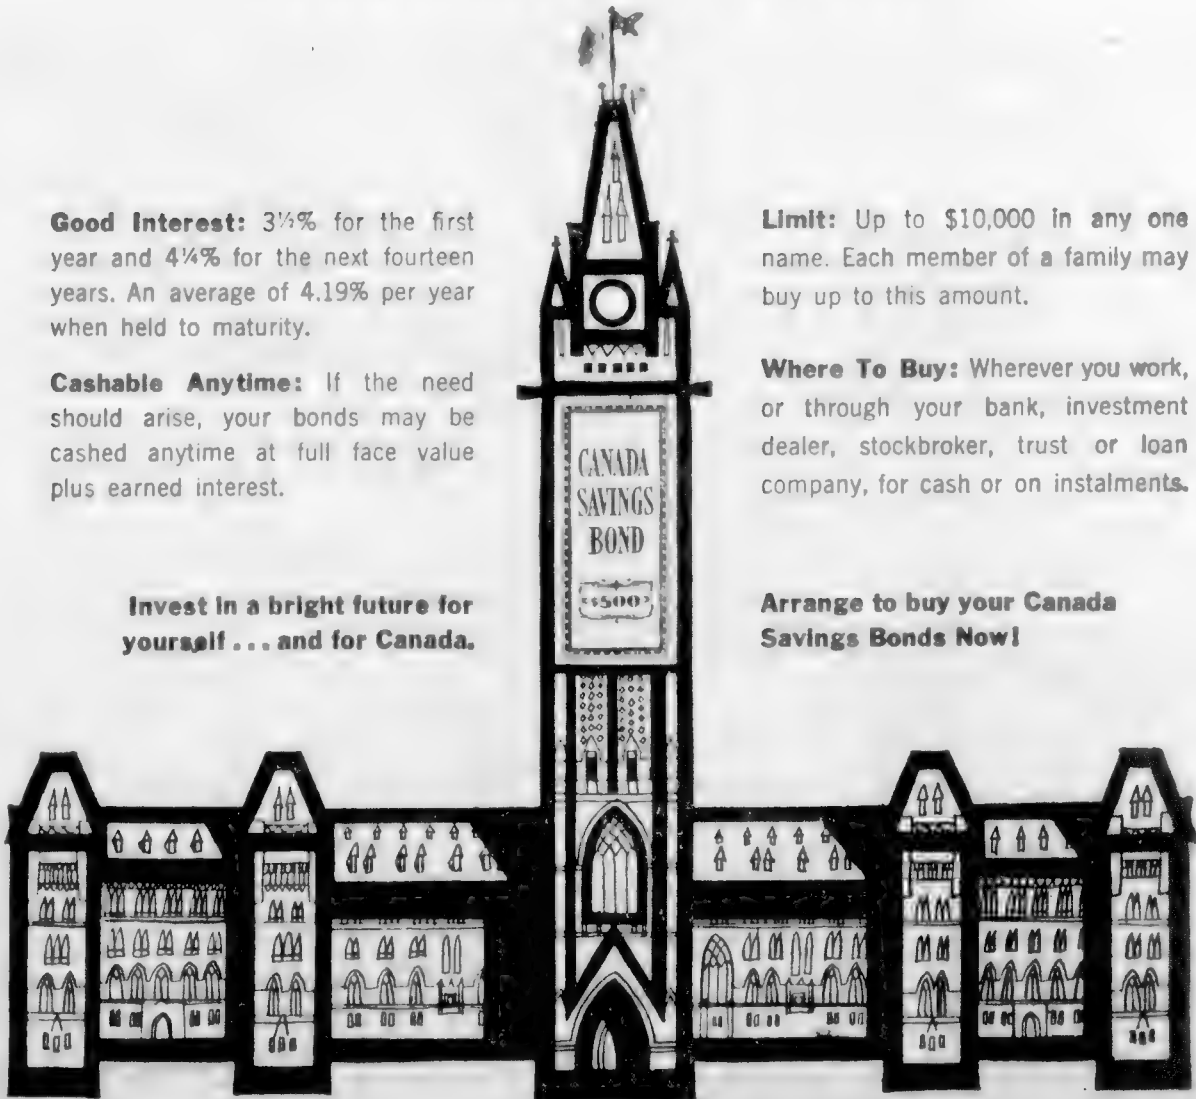 Good Interest: 3½% for the first
year and 4¼% for the next fourteen
years. An average of 4.19% per year
when held to maturity.
Cashable Anytime: If the need
should arise, your bonds may be
cashed anytime at full face value
plus earned interest.
Invest in a bright future for
yourself ... and for Canada.
CANADA
SAVINGS
BOND
$500
Limit: Up to $10,000 in any one
name. Each member of a family may
buy up to this amount.
Where To Buy: Wherever you work,
or through your bank, investment
dealer, stockbroker, trust or loan
company, for cash or on instalments.
Arrange to buy your Canada
Savings Bonds Now!